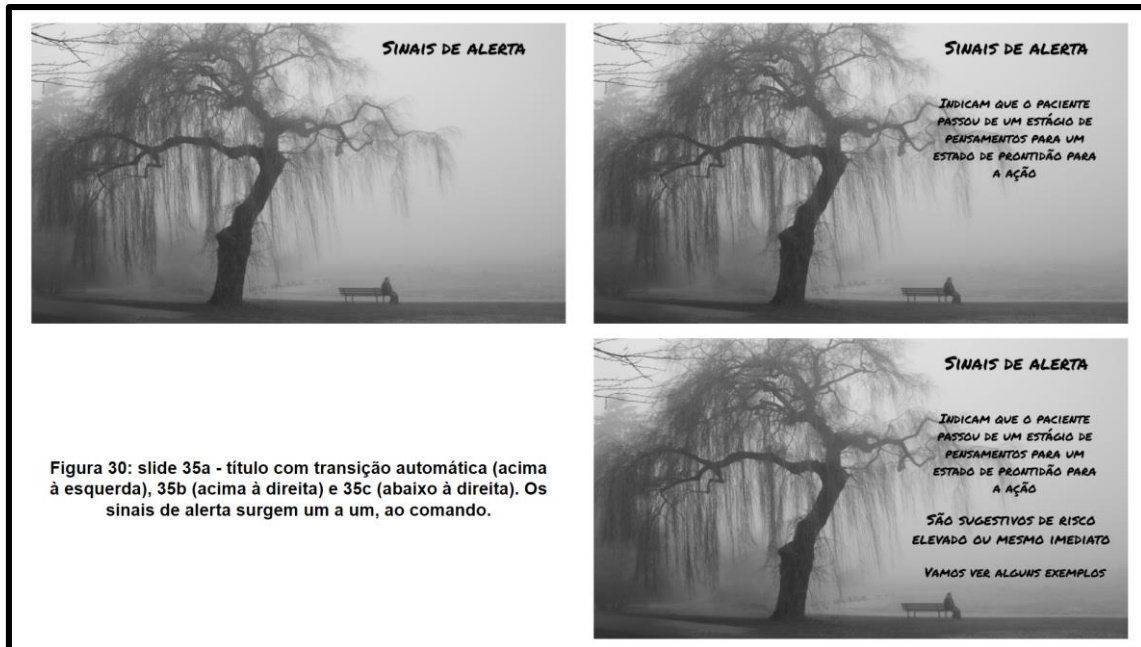 SINAIS DE ALERTA
SINAIS DE ALERTA
INDICAM QUE O PACIENTE
PASSOU DE UM ESTÁGIO DE
PENSAMENTOS PARA UM
ESTADO DE PRONTIDÃO PARA
A AÇÃO
Figura 30: slide 35a - título com transição automática (acima
à esquerda), 35b (acima à direita) e 35c (abaixo à direita). Os
sinais de alerta surgem um a um, ao comando.
SINAIS DE ALERTA
INDICAM QUE O PACIENTE
PASSOU DE UM ESTÁGIO DE
PENSAMENTOS PARA UM
ESTADO DE PRONTIDÃO PARA
A AÇÃO
SÃO SUGESTIVOS DE RISCO
ELEVADO OU MESMO IMEDIATO
VAMOS VER ALGUNS EXEMPLOS